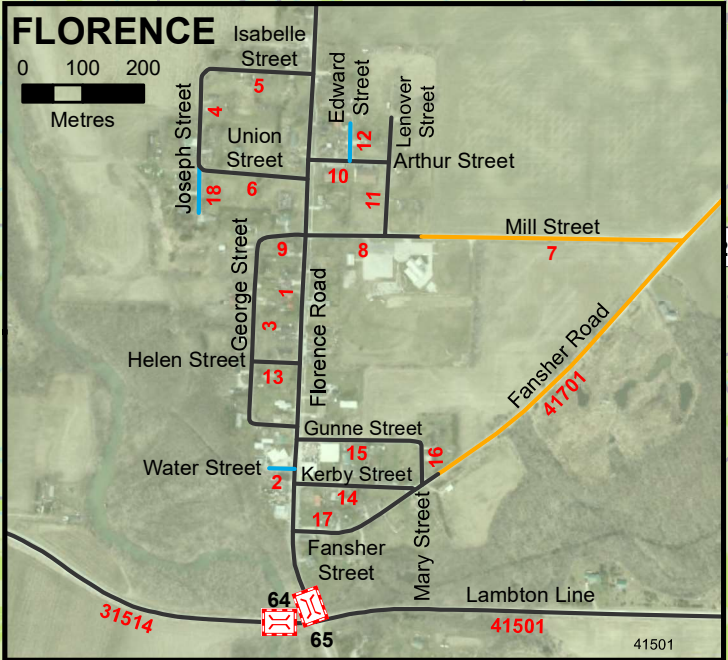 FLORENCE
0 100 200
Metres
Isabelle
Street
5
4
Joseph Street
Union
Street
6
18
Edward
Street
12
Lenover
Street
Arthur Street
10
11
Mill Street
7
9
8
George Street
1
3
Florence Road
Helen Street
13
Fansher Road
41701
Gunne Street
15
16
Water Street
2
Kerby Street
14
17
Mary Street
Fansher
Street
64
65
Lambton Line
31514
41501
41501